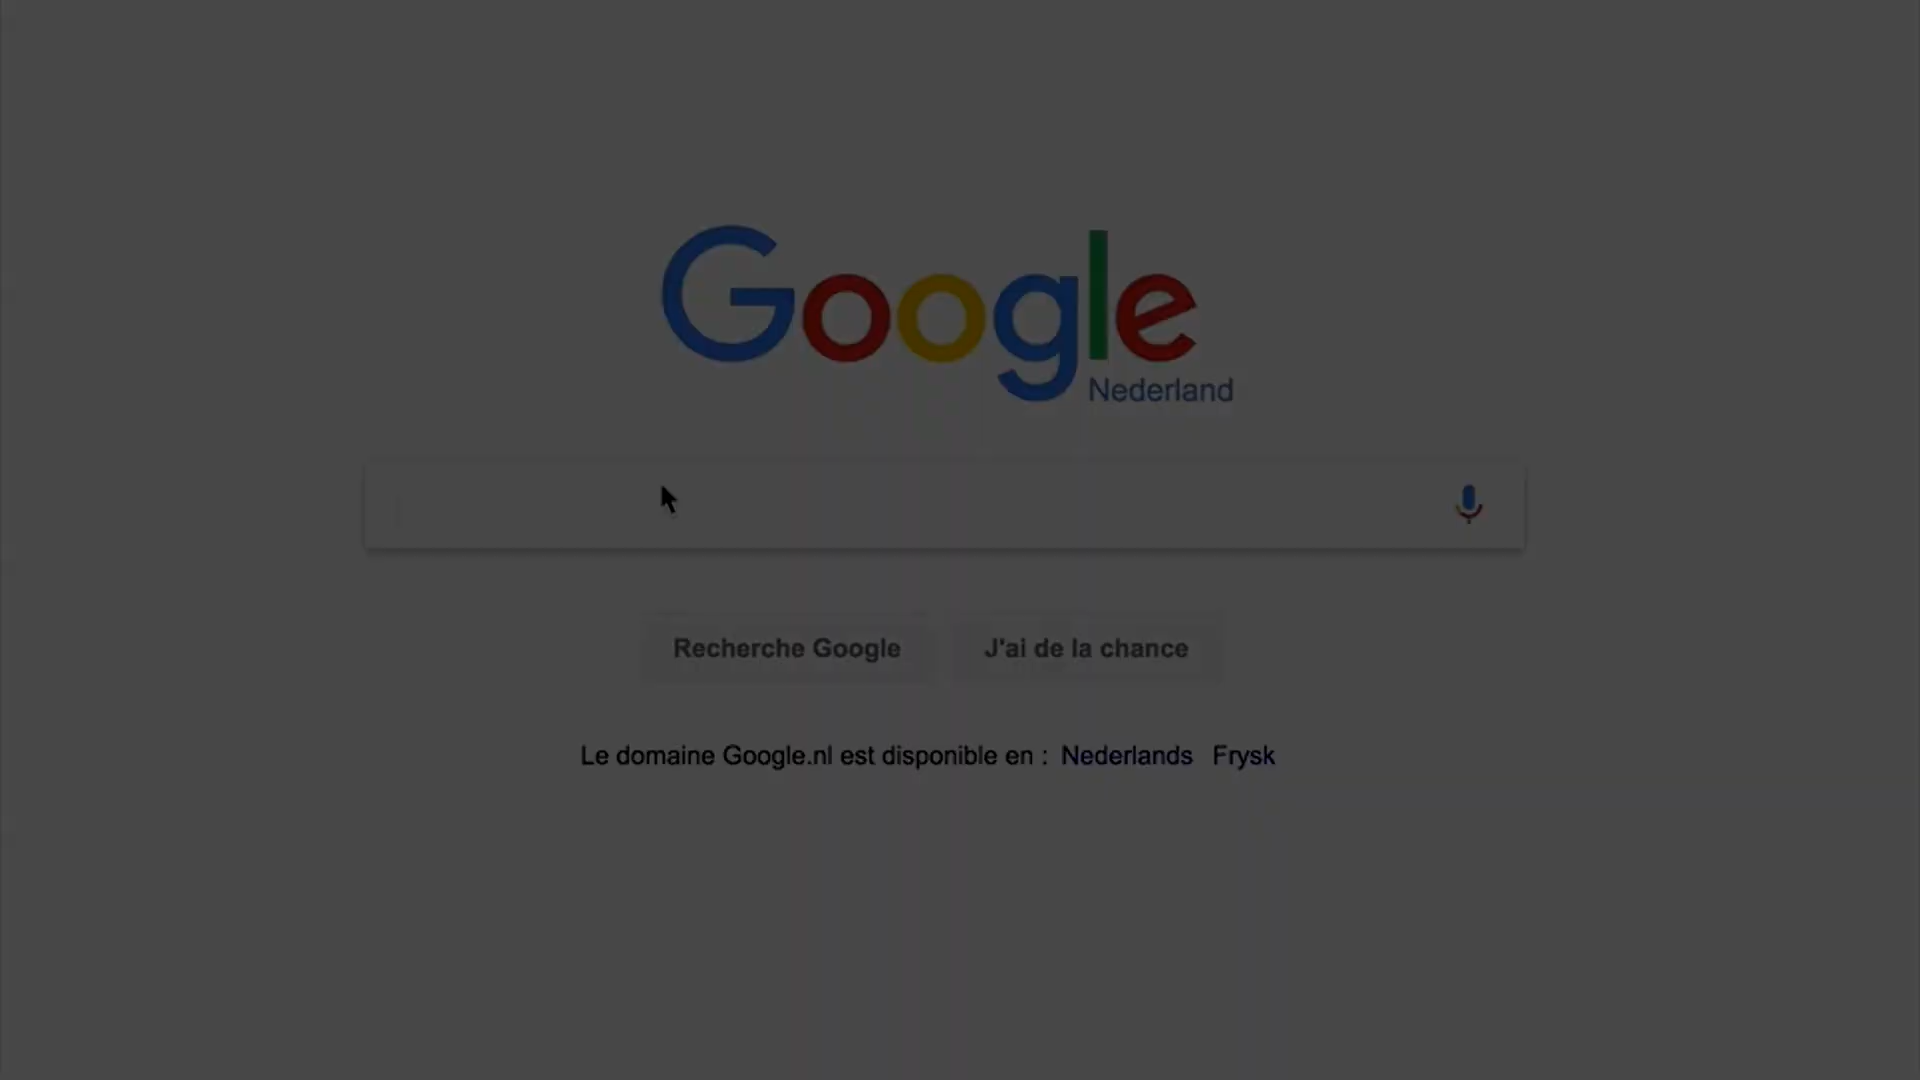 Google
Nederland
Recherche Google
J'ai de la chance
Le domaine Google.nl est disponible en : Nederlands Frysk